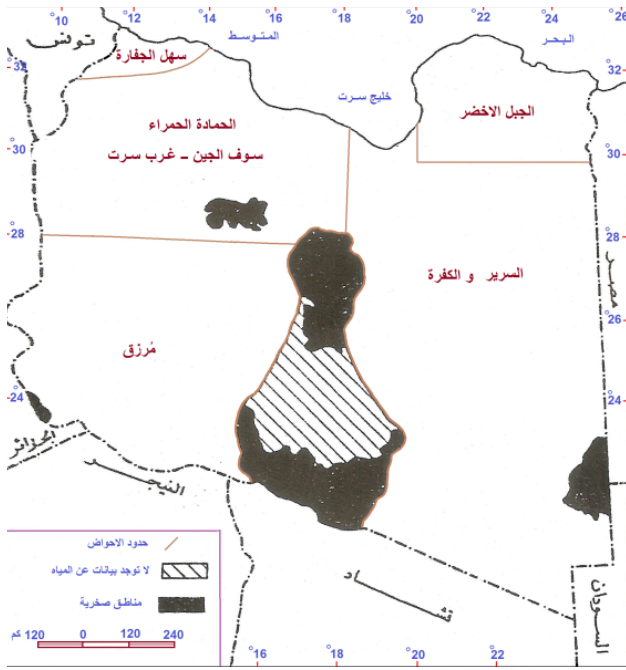 10 12 14 16 18 20 22 24 26
تونس
المتوسط
البحر
سهل الجفارة
32
32
خليج سرت
الجبل الاخضر
الحمادة الحمراء
سوف الجين – غرب سرت
30
30
28
28
السرير و الكفرة
مصر
26
26
مُرزق
24
24
الجزائر
النيجر
تشاد
السودان
حدود الاحواض
لا توجد بيانات عن المياه
مناطق صخرية
120 0 120 240 كم
16 18 20 22